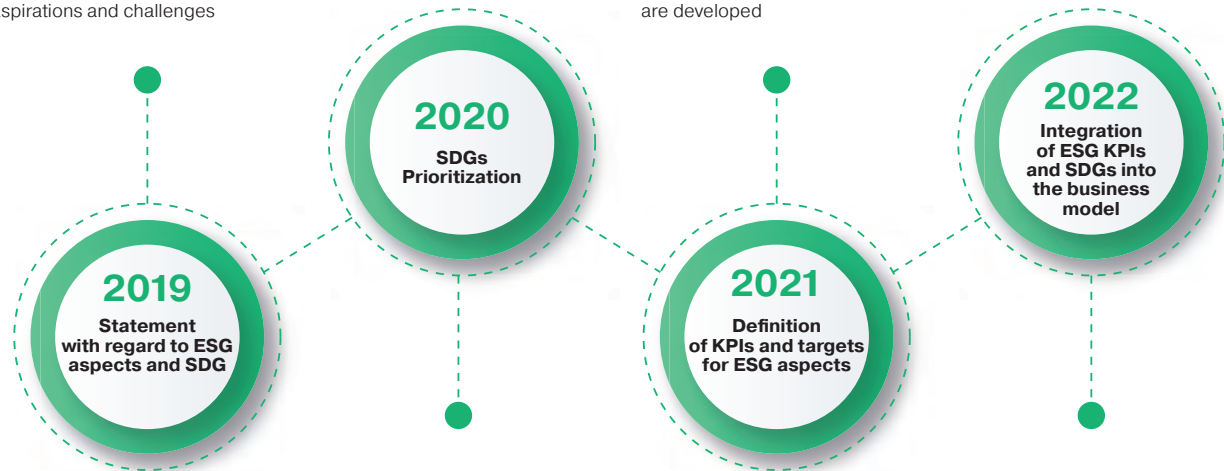 aspirations and challenges
are developed
2019
Statement
with regard to ESG
aspects and SDG
2020
SDGs
Prioritization
2021
Definition
of KPIs and targets
for ESG aspects
2022
Integration
of ESG KPIs
and SDGs into
the business
model